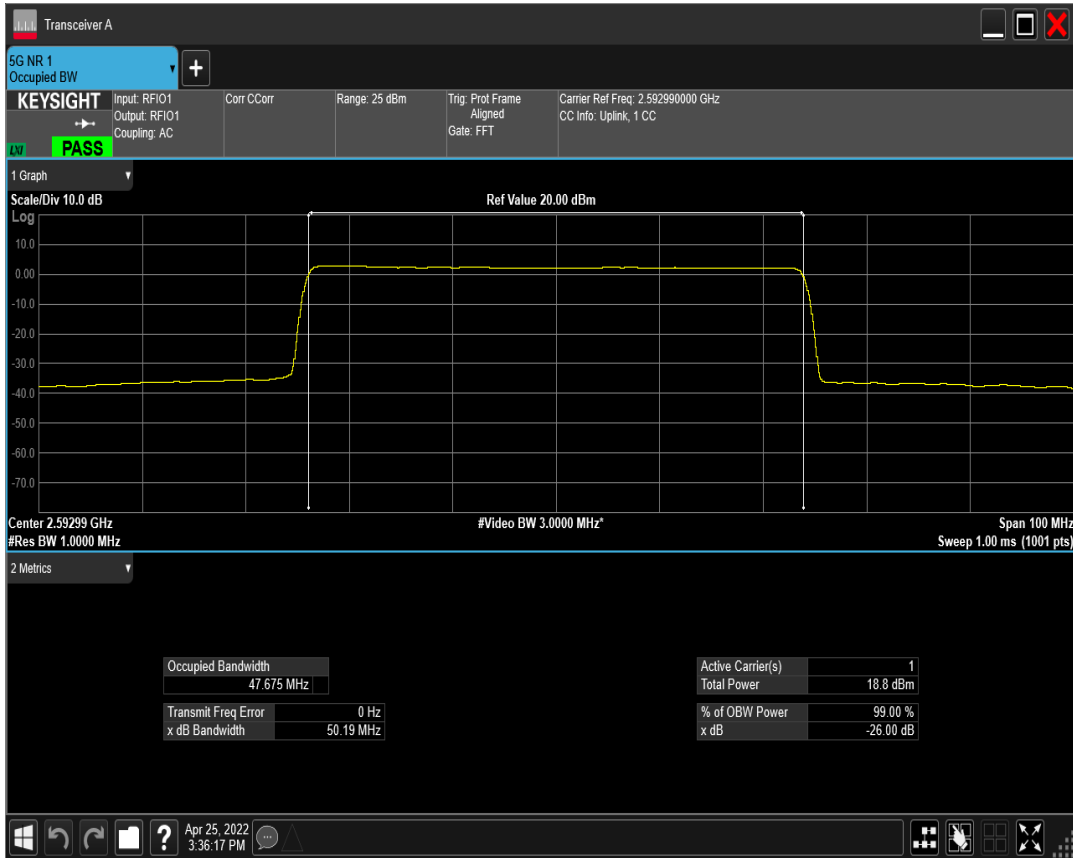 Transceiver A
5G NR 1
Occupied BW
+
KEYSIGHT
LXI
PASS
Input: RFIO1
Output: RFIO1
Coupling: AC
Corr CCorr
Range: 25 dBm
Trig: Prot Frame
Aligned
Gate: FFT
Carrier Ref Freq: 2.592990000 GHz
CC Info: Uplink, 1 CC
1 Graph
Scale/Div 10.0 dB
Ref Value 20.00 dBm
Log
10.0
0.00
-10.0
-20.0
-30.0
-40.0
-50.0
-60.0
-70.0
Center 2.59299 GHz
#Video BW 3.0000 MHz*
Span 100 MHz
#Res BW 1.0000 MHz
Sweep 1.00 ms (1001 pts)
2 Metrics
Occupied Bandwidth
47.675 MHz
Transmit Freq Error 0 Hz
x dB Bandwidth 50.19 MHz
Active Carrier(s) 1
Total Power 18.8 dBm
% of OBW Power 99.00 %
x dB -26.00 dB
?
Apr 25, 2022
3:36:17 PM